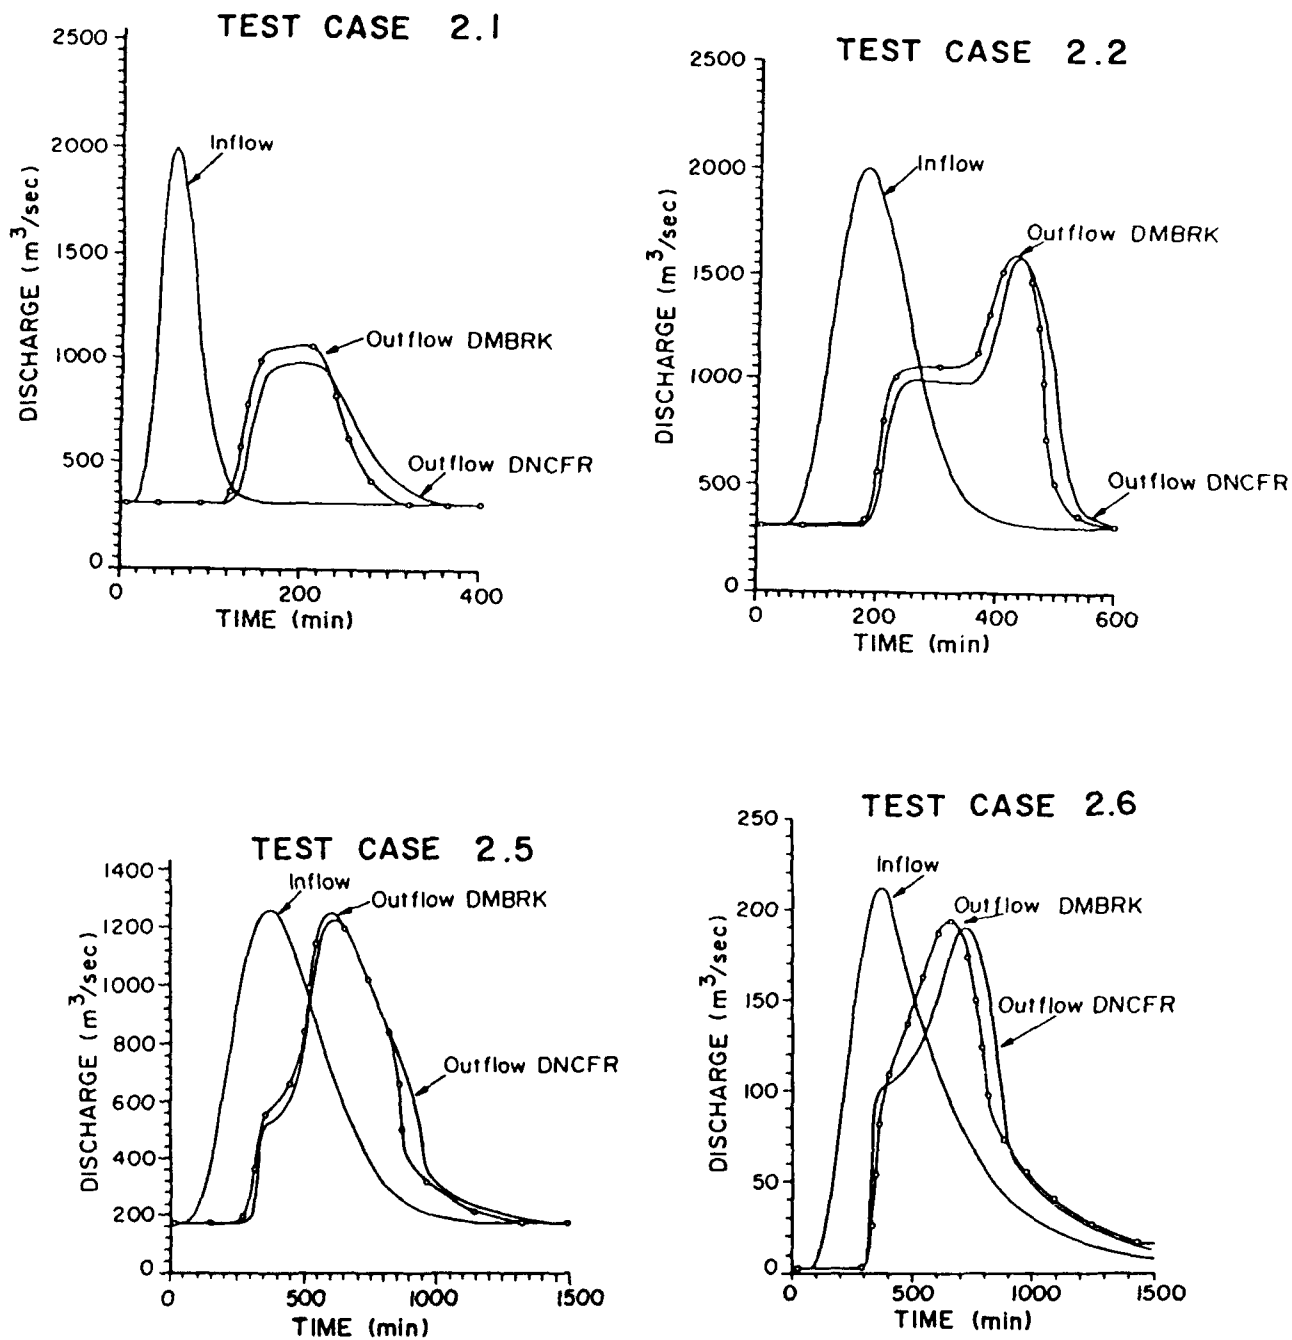 TEST CASE 2.1
2500
2000
1500
1000
500
0
DISCHARGE (m³/sec)
Inflow
Outflow DMBRK
Outflow DNCFR
0 200 400
TIME (min)
TEST CASE 2.2
2500
2000
1500
1000
500
0
DISCHARGE (m³/sec)
Inflow
Outflow DMBRK
Outflow DNCFR
0 200 400 600
TIME (min)
TEST CASE 2.5
1400
1200
1000
800
600
400
200
0
DISCHARGE (m³/sec)
Inflow
Outflow DMBRK
Outflow DNCFR
0 500 1000 1500
TIME (min)
TEST CASE 2.6
250
200
150
100
50
0
DISCHARGE (m³/sec)
Inflow
Outflow DMBRK
Outflow DNCFR
0 500 1000 1500
TIME (min)